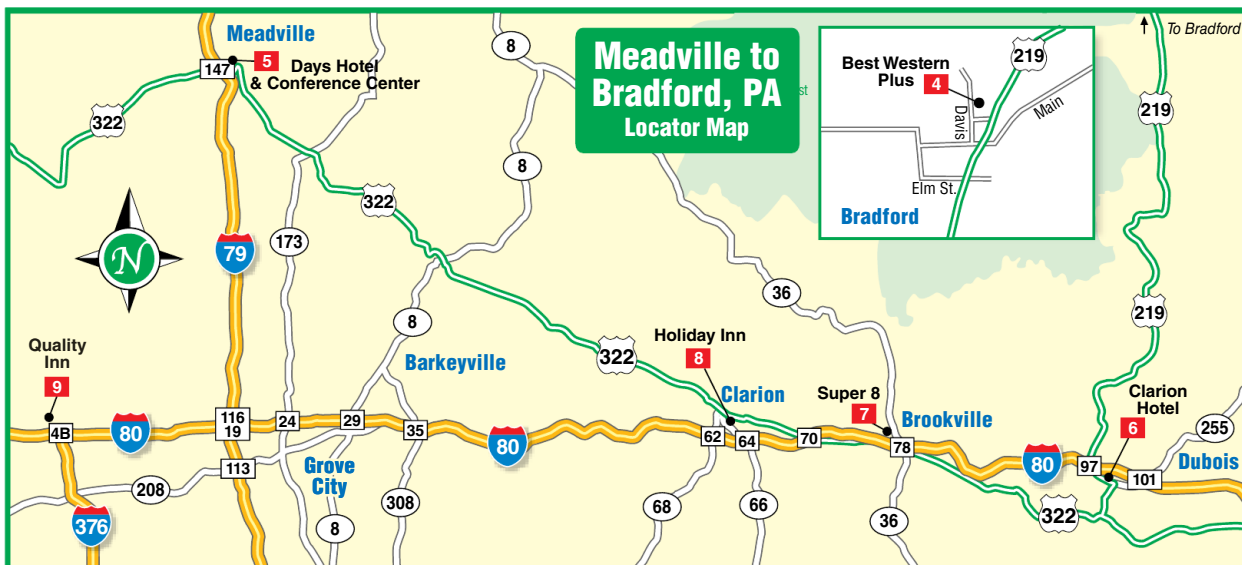 Meadville to
Bradford, PA
Locator Map
st
Meadville
147
5
Days Hotel
& Conference Center
322
322
79
173
8
8
8
N
Quality
Inn
9
4B
80
116
19
24
29
35
113
208
376
Grove
City
8
308
Barkeyville
80
322
36
Holiday Inn
8
Clarion
62
64
70
68
66
Super 8
7
Brookville
78
36
80
322
Clarion
Hotel
6
97
101
255
Dubois
219
219
To Bradford
Best Western
Plus
4
219
Davis
Main
Elm St.
Bradford